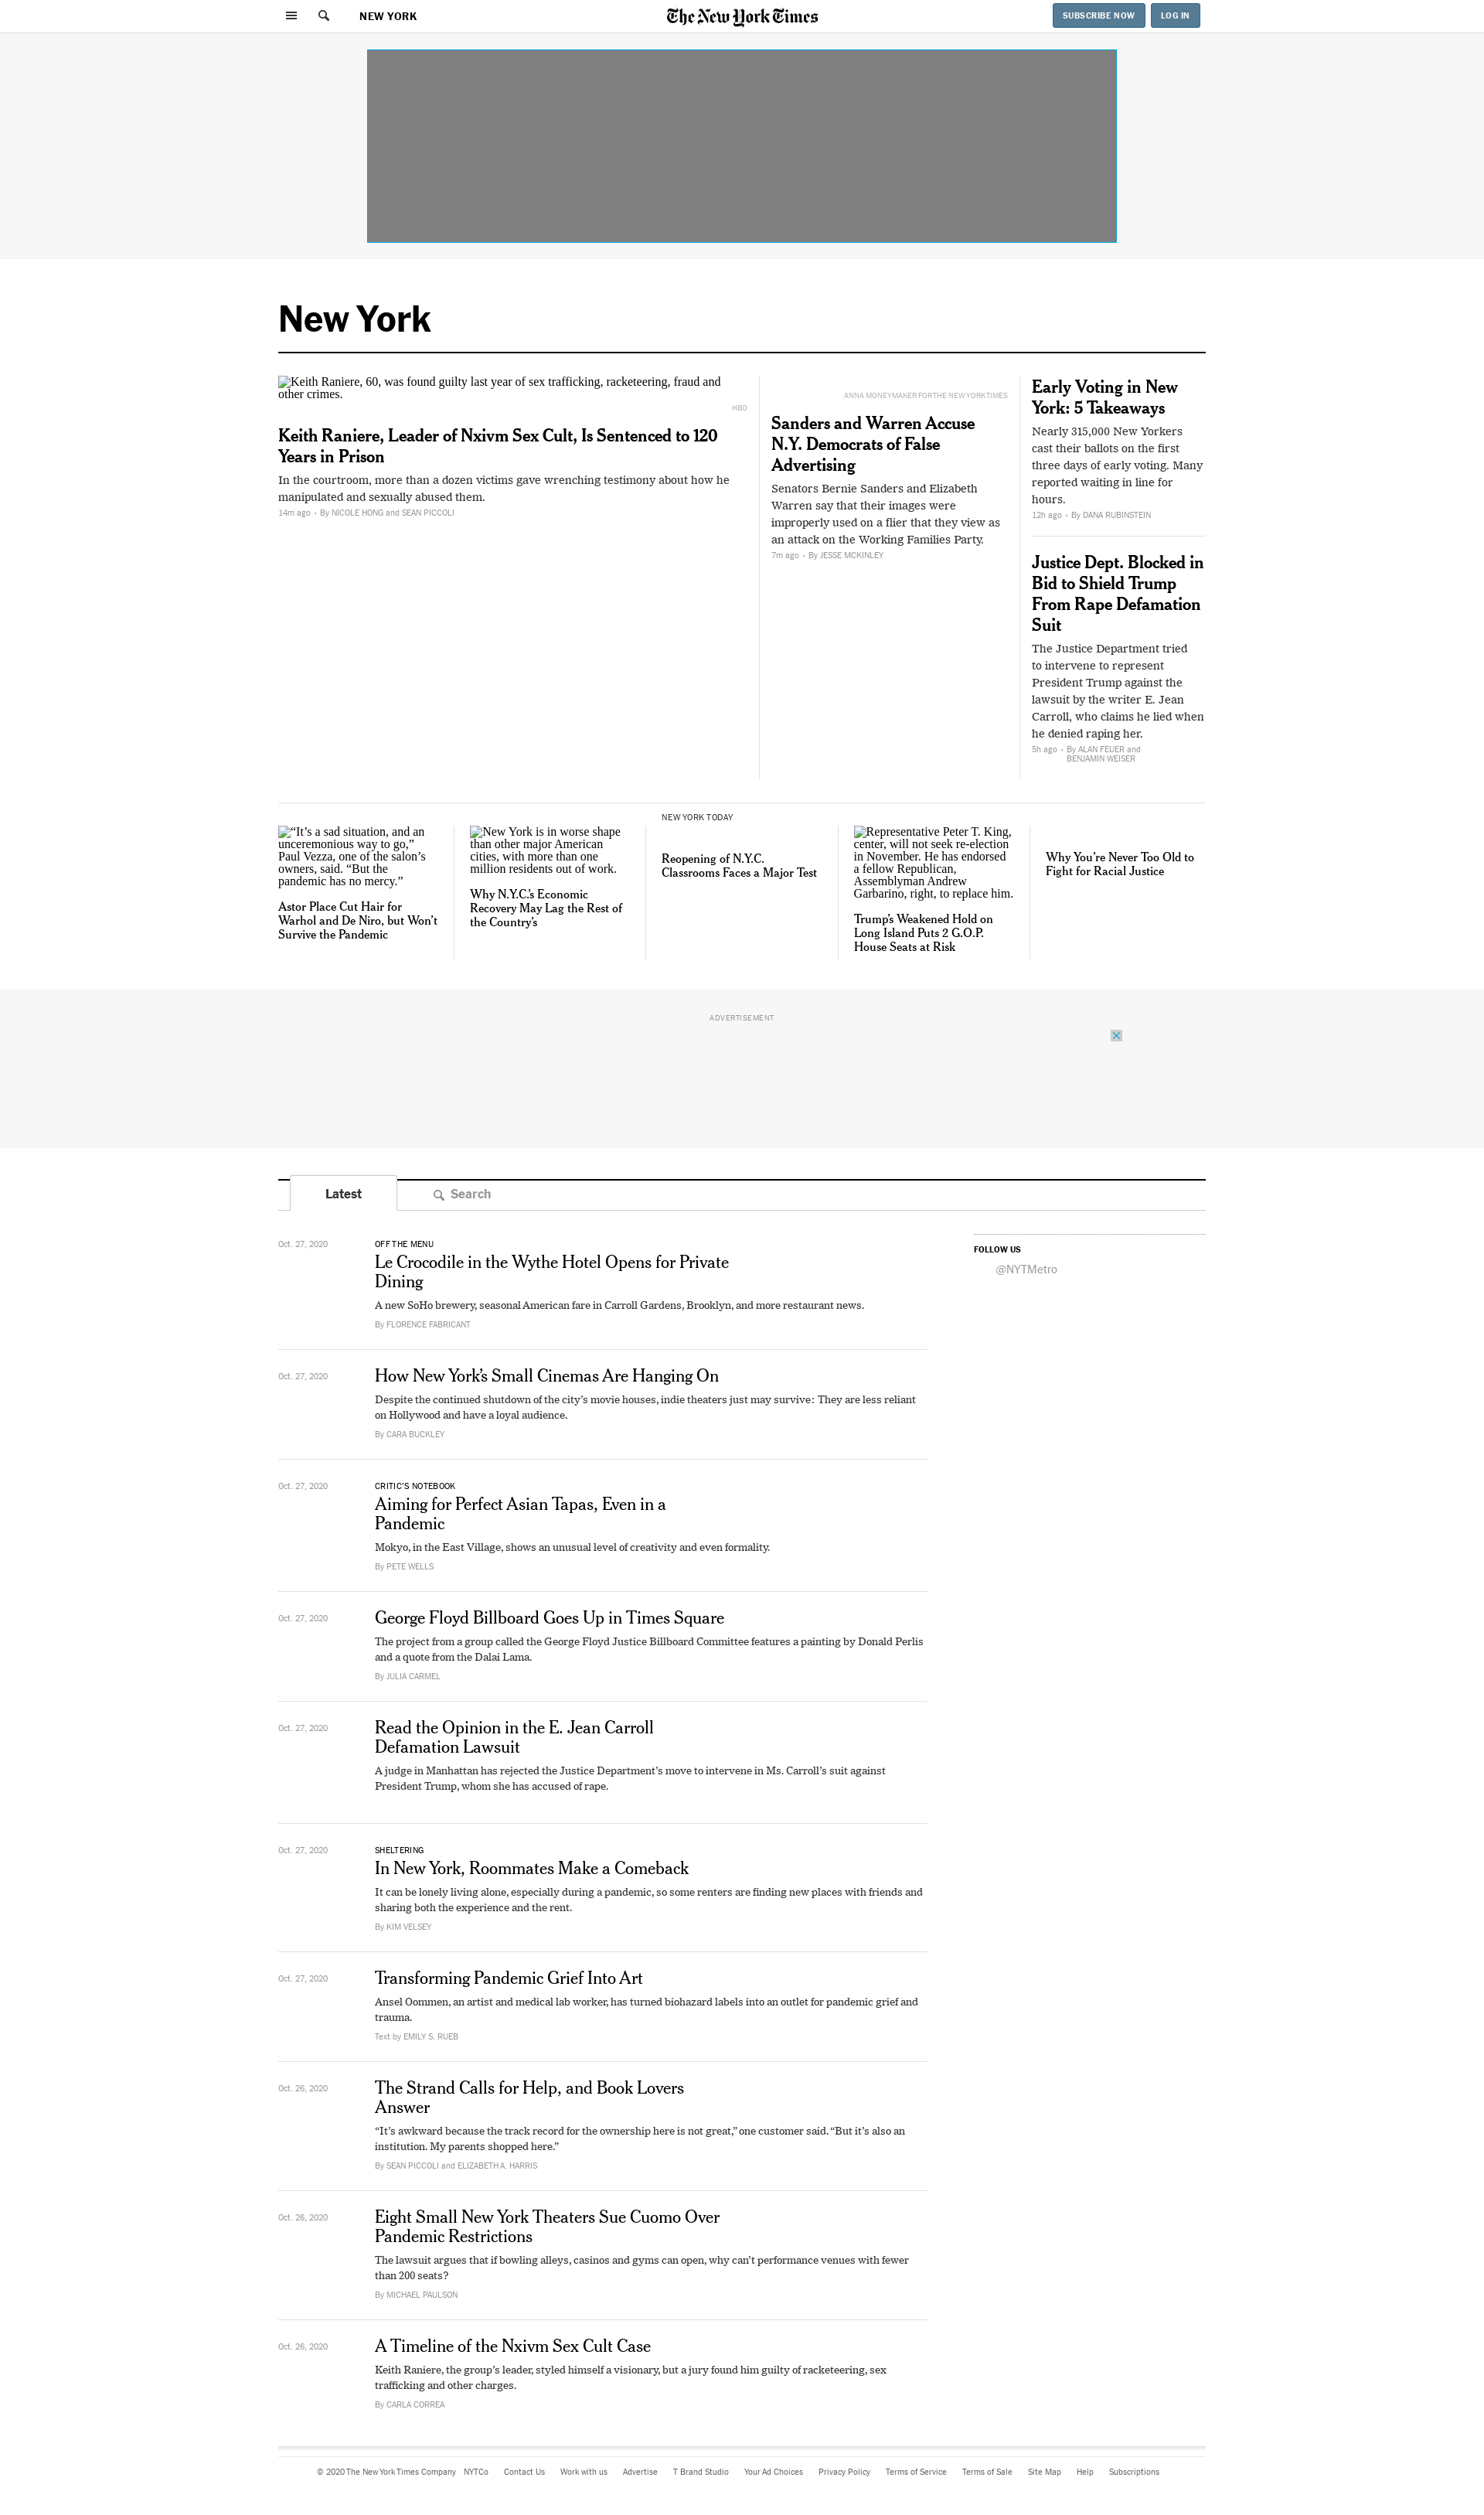 NEW YORK
The New York Times
SUBSCRIBE NOW
LOG IN
New York
Keith Raniere, 60, was found guilty last year of sex trafficking, racketeering, fraud and
other crimes.
HBO
Keith Raniere, Leader of Nxivm Sex Cult, Is Sentenced to 120
Years in Prison
In the courtroom, more than a dozen victims gave wrenching testimony about how he
manipulated and sexually abused them.
14m ago • By NICOLE HONG and SEAN PICCOLI
ANNA MONEYMAKER FOR THE NEW YORK TIMES
Sanders and Warren Accuse
N.Y. Democrats of False
Advertising
Senators Bernie Sanders and Elizabeth
Warren say that their images were
improperly used on a flier that they view as
an attack on the Working Families Party.
7m ago • By JESSE MCKINLEY
Early Voting in New
York: 5 Takeaways
Nearly 315,000 New Yorkers
cast their ballots on the first
three days of early voting. Many
reported waiting in line for
hours.
12h ago • By DANA RUBINSTEIN
Justice Dept. Blocked in
Bid to Shield Trump
From Rape Defamation
Suit
The Justice Department tried
to intervene to represent
President Trump against the
lawsuit by the writer E. Jean
Carroll, who claims he lied when
he denied raping her.
5h ago • By ALAN FEUER and
BENJAMIN WEISER
“It’s a sad situation, and an
unceremonious way to go,”
Paul Vezza, one of the salon’s
owners, said. “But the
pandemic has no mercy.”
Astor Place Cut Hair for
Warhol and De Niro, but Won’t
Survive the Pandemic
New York is in worse shape
than other major American
cities, with more than one
million residents out of work.
Why N.Y.C.’s Economic
Recovery May Lag the Rest of
the Country’s
NEW YORK TODAY
Reopening of N.Y.C.
Classrooms Faces a Major Test
Representative Peter T. King,
center, will not seek re-election
in November. He has endorsed
a fellow Republican,
Assemblyman Andrew
Garbarino, right, to replace him.
Trump’s Weakened Hold on
Long Island Puts 2 G.O.P.
House Seats at Risk
Why You’re Never Too Old to
Fight for Racial Justice
ADVERTISEMENT
Latest
Search
Oct. 27, 2020
OFF THE MENU
Le Crocodile in the Wythe Hotel Opens for Private
Dining
A new SoHo brewery, seasonal American fare in Carroll Gardens, Brooklyn, and more restaurant news.
By FLORENCE FABRICANT
FOLLOW US
@NYTMetro
Oct. 27, 2020
How New York’s Small Cinemas Are Hanging On
Despite the continued shutdown of the city’s movie houses, indie theaters just may survive: They are less reliant
on Hollywood and have a loyal audience.
By CARA BUCKLEY
Oct. 27, 2020
CRITIC’S NOTEBOOK
Aiming for Perfect Asian Tapas, Even in a
Pandemic
Mokyo, in the East Village, shows an unusual level of creativity and even formality.
By PETE WELLS
Oct. 27, 2020
George Floyd Billboard Goes Up in Times Square
The project from a group called the George Floyd Justice Billboard Committee features a painting by Donald Perlis
and a quote from the Dalai Lama.
By JULIA CARMEL
Oct. 27, 2020
Read the Opinion in the E. Jean Carroll
Defamation Lawsuit
A judge in Manhattan has rejected the Justice Department’s move to intervene in Ms. Carroll’s suit against
President Trump, whom she has accused of rape.
Oct. 27, 2020
SHELTERING
In New York, Roommates Make a Comeback
It can be lonely living alone, especially during a pandemic, so some renters are finding new places with friends and
sharing both the experience and the rent.
By KIM VELSEY
Oct. 27, 2020
Transforming Pandemic Grief Into Art
Ansel Oommen, an artist and medical lab worker, has turned biohazard labels into an outlet for pandemic grief and
trauma.
Text by EMILY S. RUEB
Oct. 26, 2020
The Strand Calls for Help, and Book Lovers
Answer
“It’s awkward because the track record for the ownership here is not great,” one customer said. “But it’s also an
institution. My parents shopped here.”
By SEAN PICCOLI and ELIZABETH A. HARRIS
Oct. 26, 2020
Eight Small New York Theaters Sue Cuomo Over
Pandemic Restrictions
The lawsuit argues that if bowling alleys, casinos and gyms can open, why can’t performance venues with fewer
than 200 seats?
By MICHAEL PAULSON
Oct. 26, 2020
A Timeline of the Nxivm Sex Cult Case
Keith Raniere, the group’s leader, styled himself a visionary, but a jury found him guilty of racketeering, sex
trafficking and other charges.
By CARLA CORREA
© 2020 The New York Times Company NYTCo Contact Us Work with us Advertise T Brand Studio Your Ad Choices Privacy Policy Terms of Service Terms of Sale Site Map Help Subscriptions